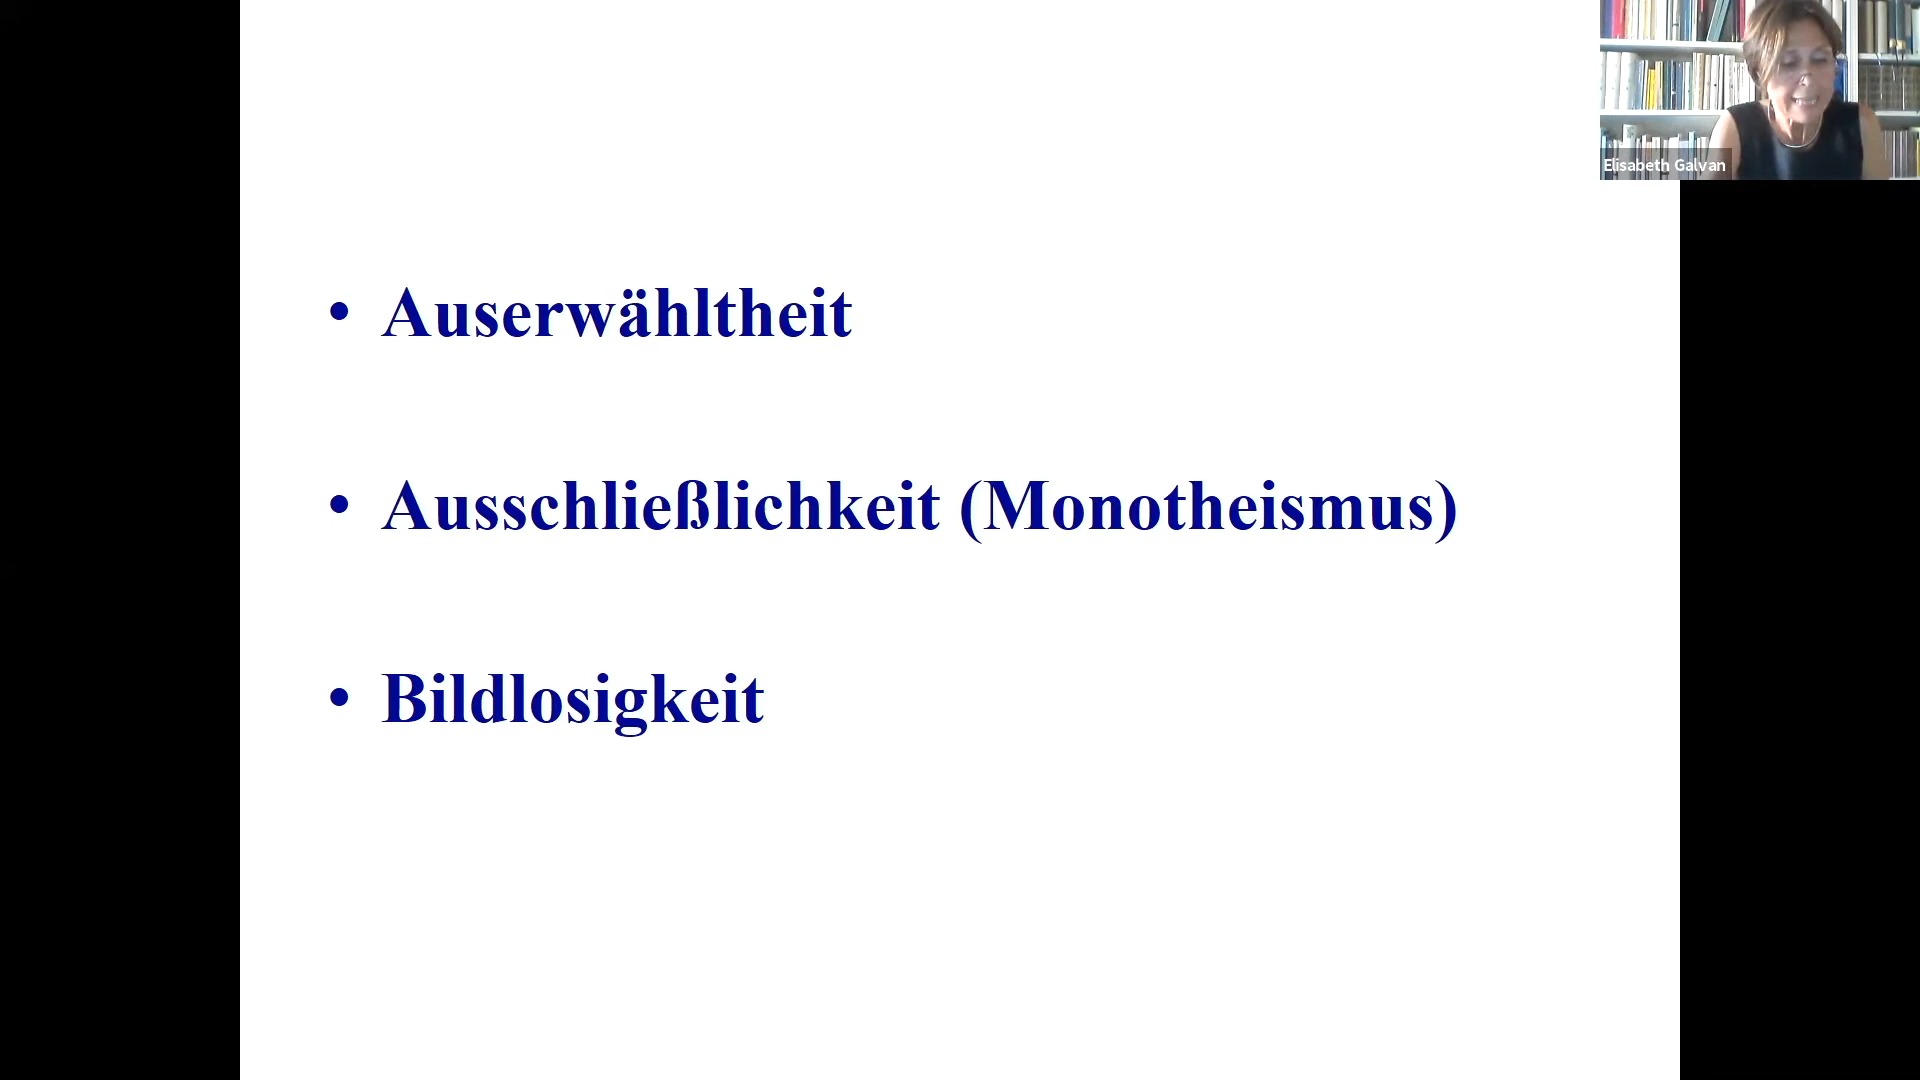 • Auserwähltheit
• Ausschließlichkeit (Monotheismus)
• Bildlosigkeit
Elisabeth Galvan